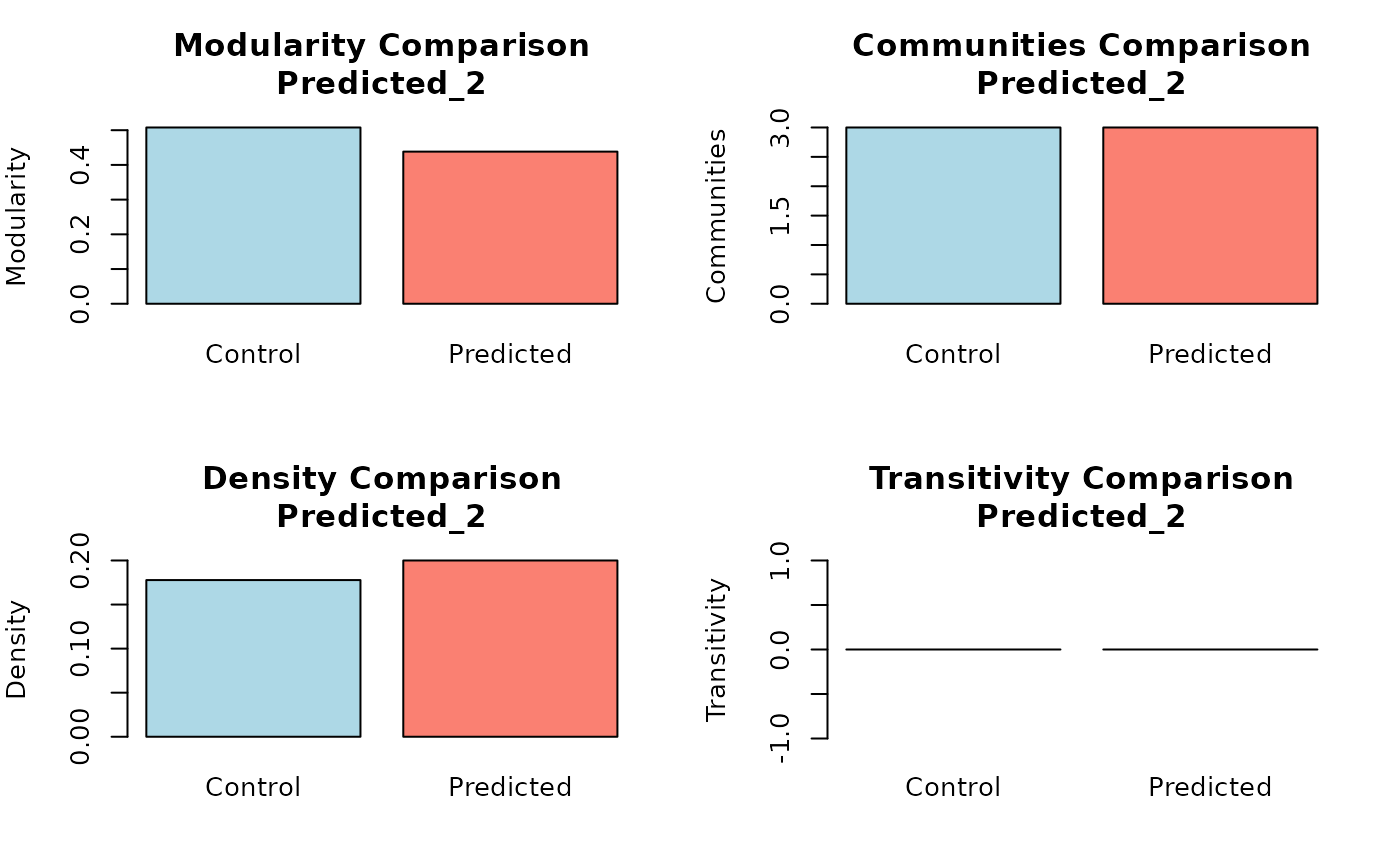 Modularity Comparison
Predicted_2
Modularity
0.0
0.2
0.4
Control
Predicted
Communities Comparison
Predicted_2
Communities
0.0
1.5
3.0
Control
Predicted
Density Comparison
Predicted_2
Density
0.00
0.10
0.20
Control
Predicted
Transitivity Comparison
Predicted_2
Transitivity
-1.0
0.0
1.0
Control
Predicted